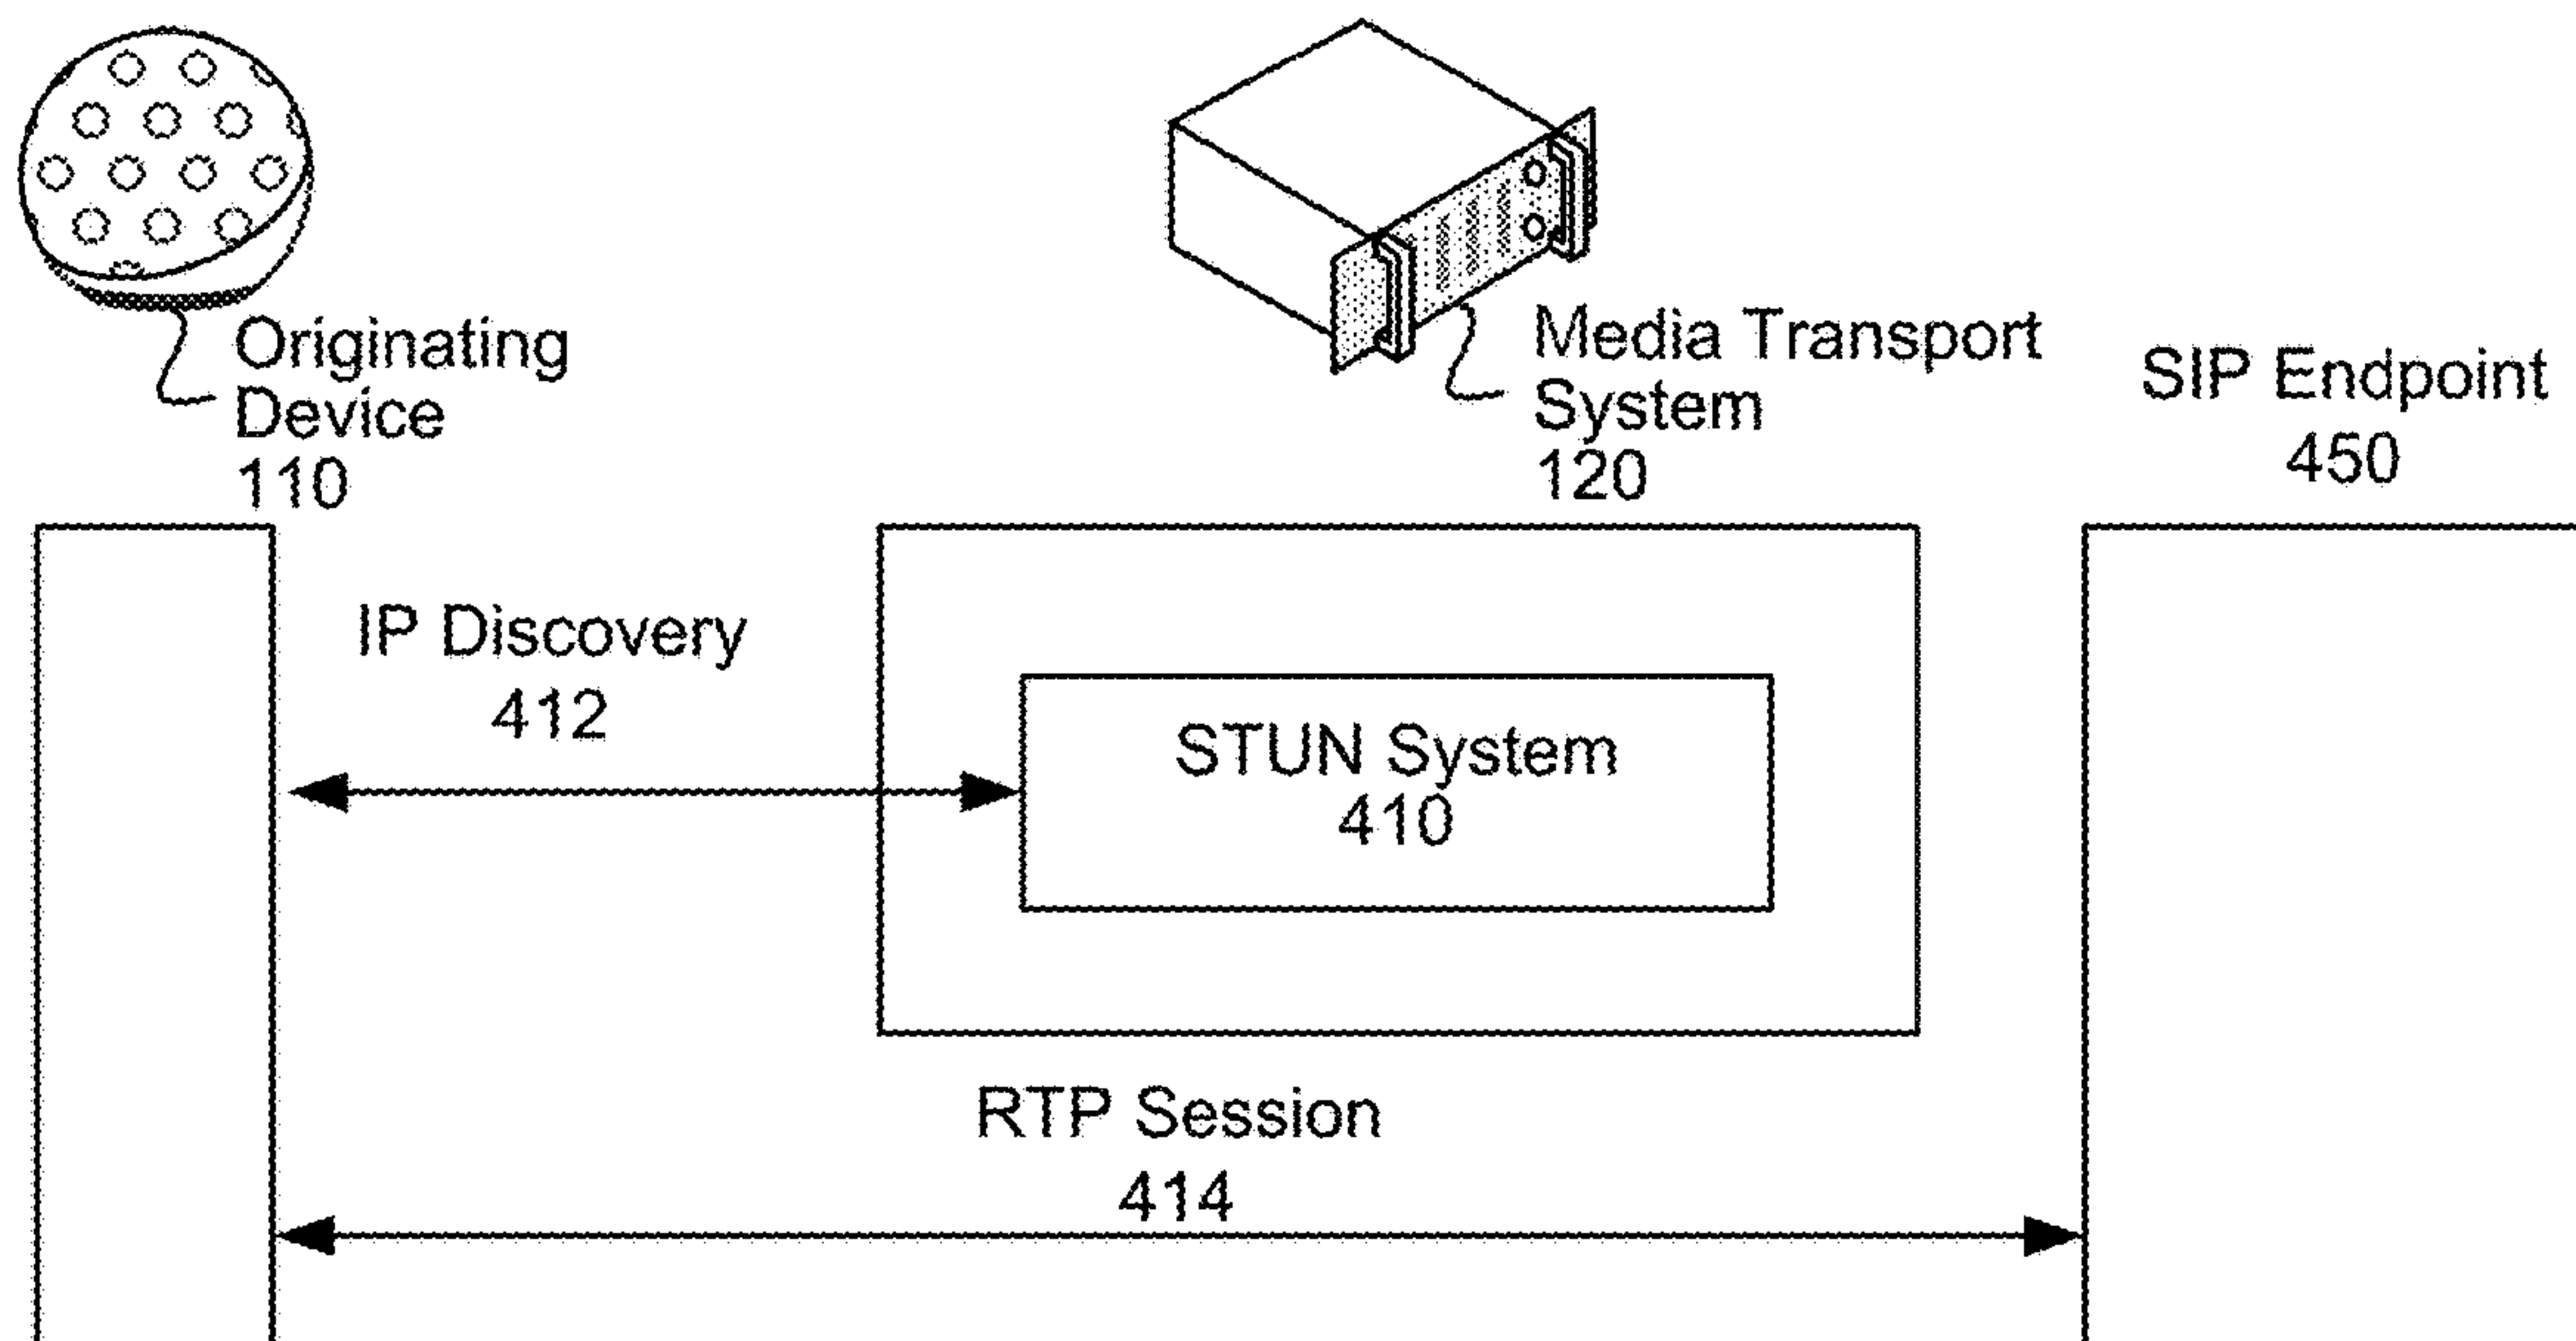 Originating
Device
110
Media Transport
System
120
SIP Endpoint
450
IP Discovery
412
STUN System
410
RTP Session
414